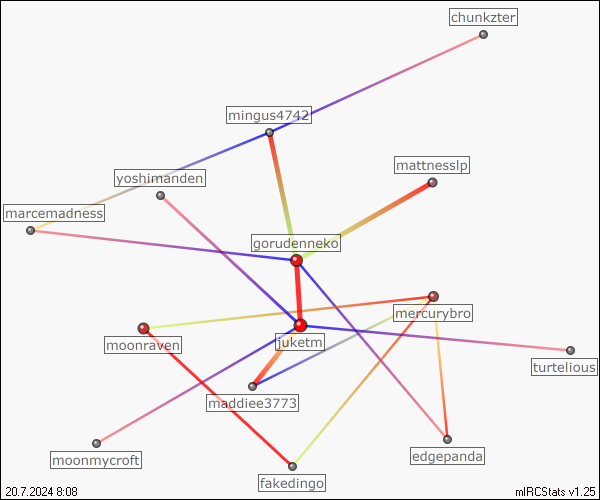 chunkzter
mingus4742
mattnesslp
yoshimanden
marcemadness
gorudenneko
mercurybro
juketm
moonraven
turtelious
maddiee3773
edgepanda
moonmycroft
fakedingo
20.7.2024 8:08
mIRCStats v1.25